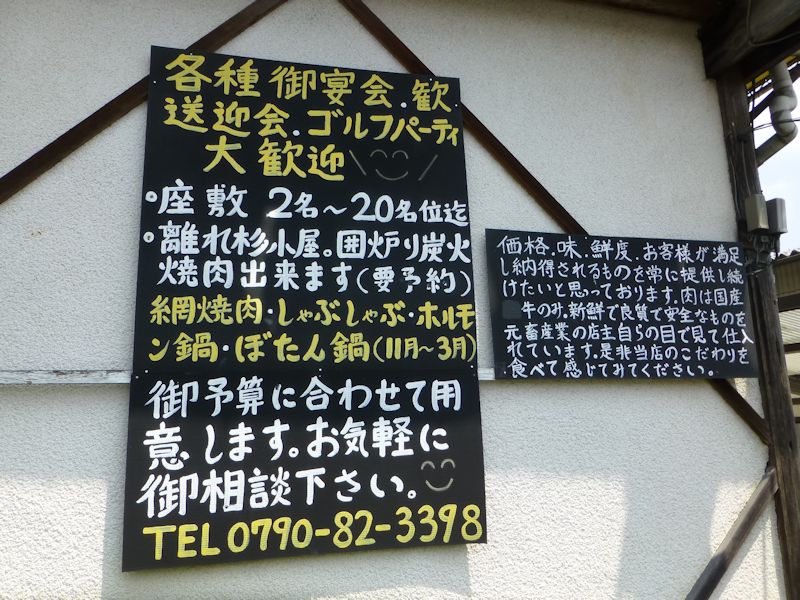 各種御宴会.歓
送迎会.ゴルフパーティ
大歓迎
。座敷 2名～20名位迄
。離れ杉小屋。囲炉り炭火
焼肉出来ます(要予約)
網焼肉・しゃぶしゃぶ・ホルモ
ン鍋・ぼたん鍋(11月～3月)
御予算に合わせて用
意します。お気軽に
御相談下さい。
TEL0790-82-3398
価格.味.鮮度.お客様が満足
し納得されるものを常に提供し続
けたいと思っております.肉は国産
牛のみ.新鮮で良質で安全なものを
元畜産業の店主自らの目で見て仕入
れています.是非当店のこだわりを
食べて感じてみてください。